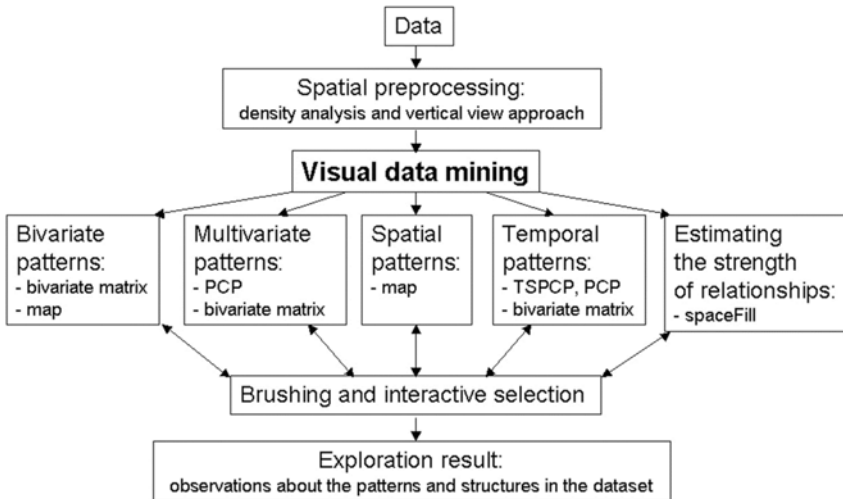 Data
Spatial preprocessing:
density analysis and vertical view approach
Visual data mining
Bivariate
patterns:
- bivariate matrix
- map
Multivariate
patterns:
- PCP
- bivariate matrix
Spatial
patterns:
- map
Temporal
patterns:
- TSPCP, PCP
- bivariate matrix
Estimating
the strength
of relationships:
- spaceFill
Brushing and interactive selection
Exploration result:
observations about the patterns and structures in the dataset